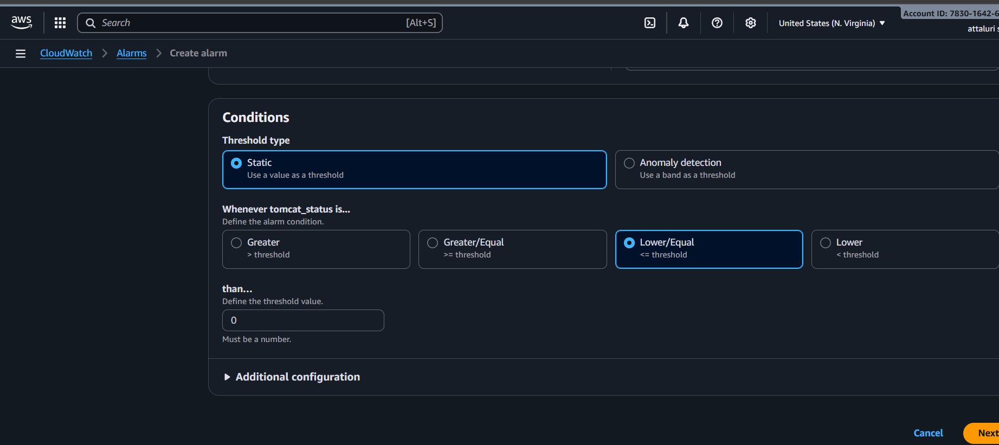 aws
Search [Alt+S]
United States (N. Virginia)
Account ID: 7830-1642-6
attaluri s
CloudWatch > Alarms > Create alarm
Conditions
Threshold type
Static
Use a value as a threshold
Anomaly detection
Use a band as a threshold
Whenever tomcat_status is...
Define the alarm condition.
Greater
> threshold
Greater/Equal
>= threshold
Lower/Equal
<= threshold
Lower
< threshold
than...
Define the threshold value.
0
Must be a number.
Additional configuration
Cancel
Next